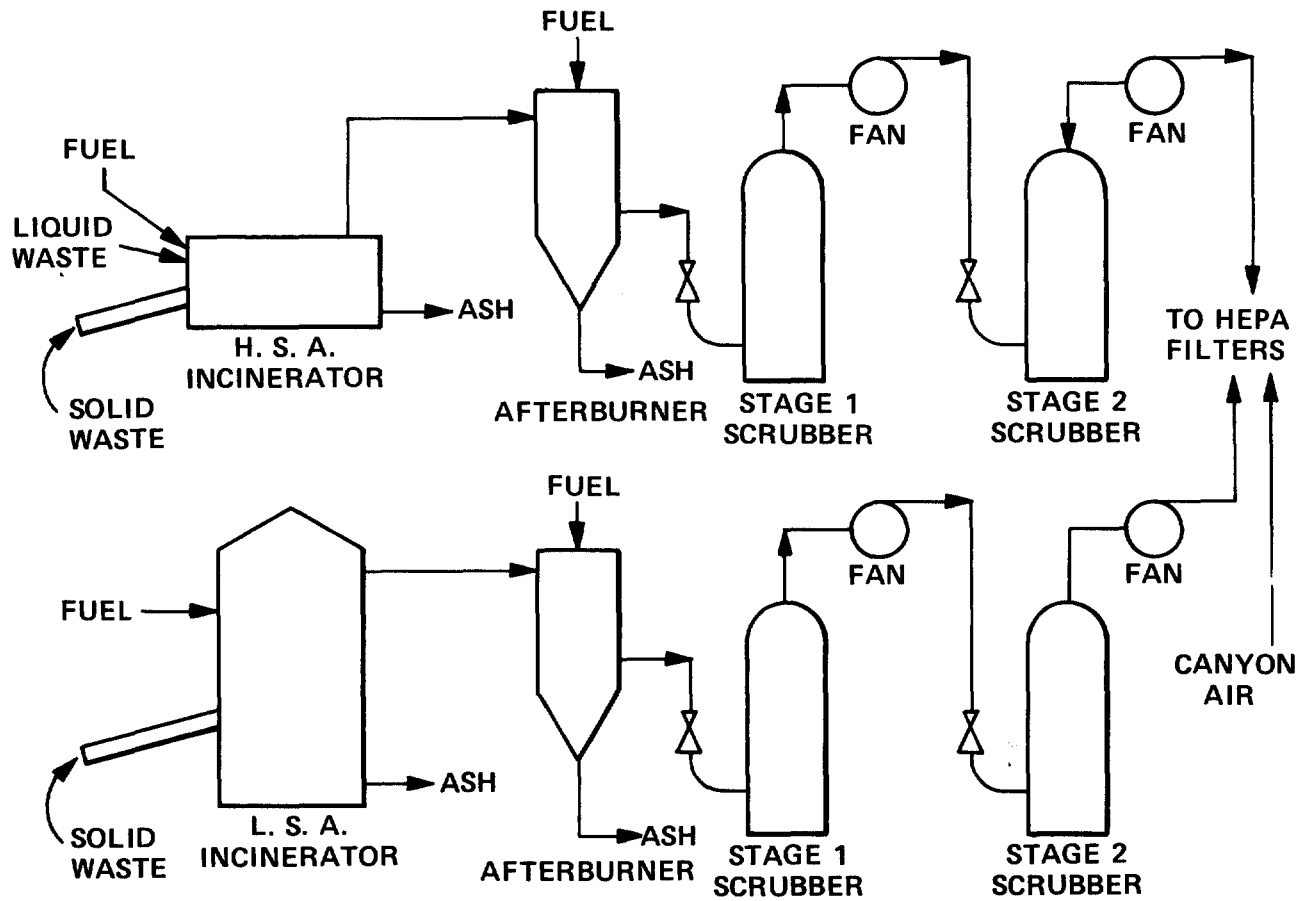 FUEL
FAN
FAN
FUEL
LIQUID
WASTE
ASH
H. S. A.
INCINERATOR
SOLID
WASTE
ASH
AFTERBURNER
STAGE 1
SCRUBBER
STAGE 2
SCRUBBER
TO HEPA
FILTERS
FUEL
FAN
FAN
FUEL
CANYON
AIR
ASH
SOLID
WASTE
L. S. A.
INCINERATOR
ASH
AFTERBURNER
STAGE 1
SCRUBBER
STAGE 2
SCRUBBER